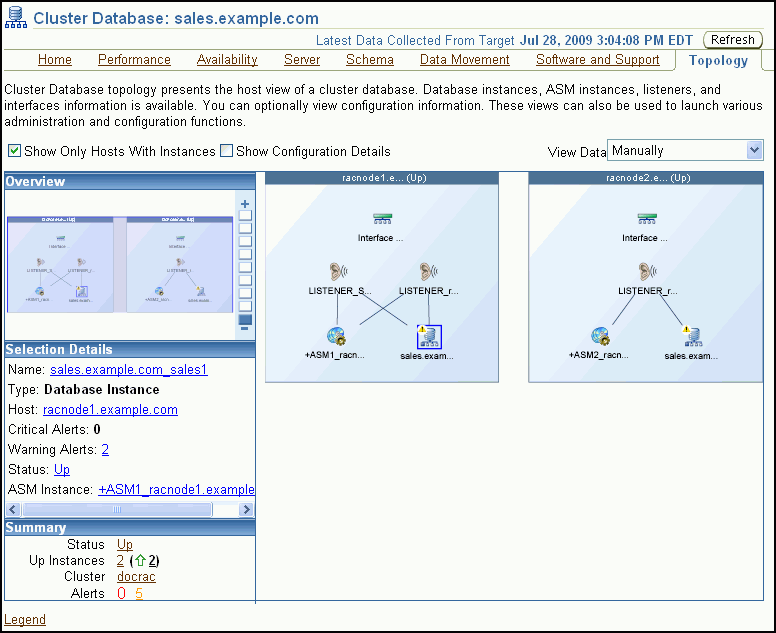 Cluster Database: sales.example.com
Latest Data Collected From Target Jul 28, 2009 3:04:08 PM EDT Refresh
Home Performance Availability Server Schema Data Movement Software and Support Topology
Cluster Database topology presents the host view of a cluster database. Database instances, ASM instances, listeners, and
interfaces information is available. You can optionally view configuration information. These views can also be used to launch various
administration and configuration functions.
Show Only Hosts With Instances Show Configuration Details View Data Manually
Overview
racnode1.e... (Up)
Interface ...
LISTENER_S... LISTENER_r...
+ASM1_racn... sales.exam...
racnode2.e... (Up)
Interface ...
LISTENER_r...
+ASM2_racn... sales.exam...
Selection Details
Name: sales.example.com_sales1
Type: Database Instance
Host: racnode1.example.com
Critical Alerts: 0
Warning Alerts: 2
Status: Up
ASM Instance: +ASM1_racnode1.example
Summary
Status Up
Up Instances 2 (2)
Cluster docrac
Alerts 0 5
Legend